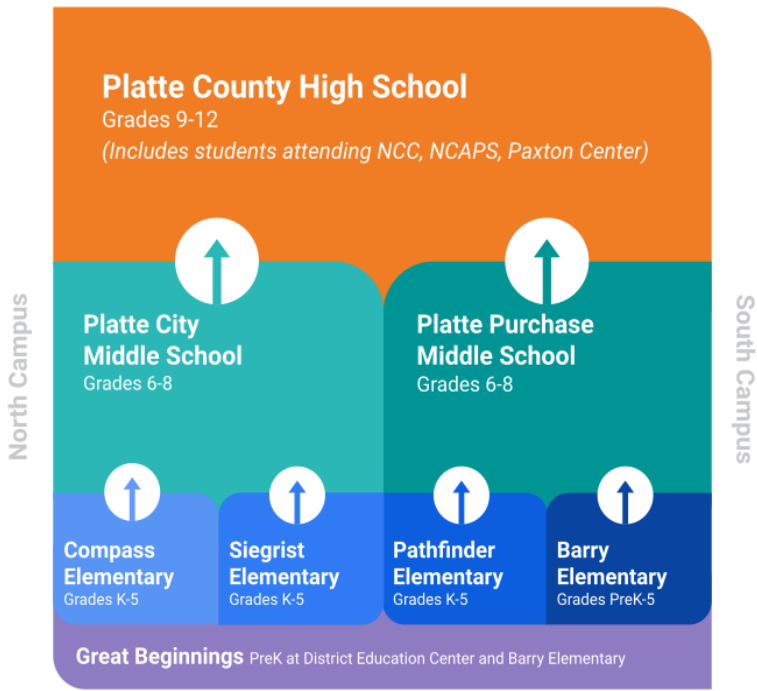 Platte County High School
Grades 9-12
(Includes students attending NCC, NCAPS, Paxton Center)
North Campus
Platte City
Middle School
Grades 6-8
Platte Purchase
Middle School
Grades 6-8
South Campus
Compass
Elementary
Grades K-5
Siegrist
Elementary
Grades K-5
Pathfinder
Elementary
Grades K-5
Barry
Elementary
Grades PreK-5
Great Beginnings PreK at District Education Center and Barry Elementary